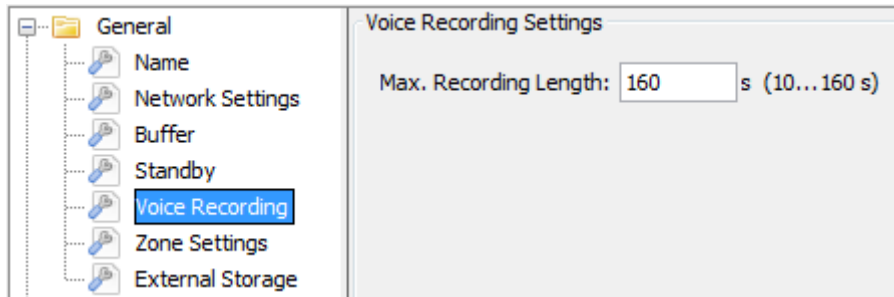 General
Name
Network Settings
Buffer
Standby
Voice Recording
Zone Settings
External Storage
Voice Recording Settings
Max. Recording Length: 160 s (10...160 s)